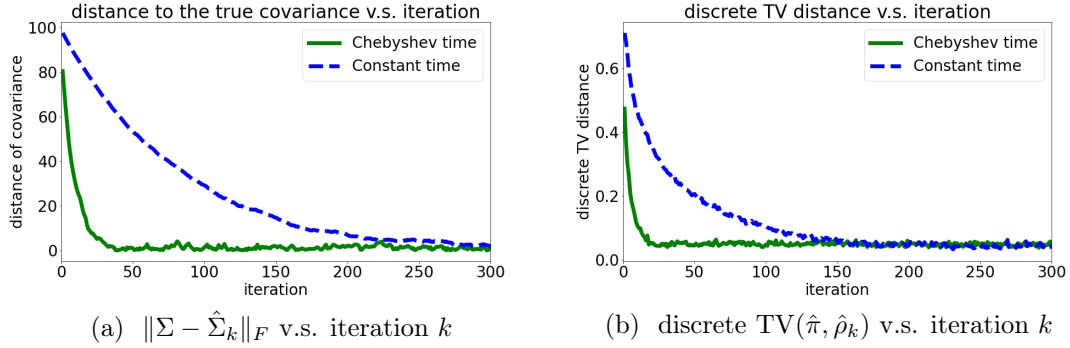 distance to the true covariance v.s. iteration
distance of covariance
100
80
60
40
20
0
Chebyshev time
Constant time
0 50 100 150 200 250 300
iteration
(a) ‖Σ − Σ̂ₖ‖F v.s. iteration k
discrete TV distance v.s. iteration
discrete TV distance
0.6
0.4
0.2
0.0
Chebyshev time
Constant time
0 50 100 150 200 250 300
iteration
(b) discrete TV(π̂, ρ̂ₖ) v.s. iteration k